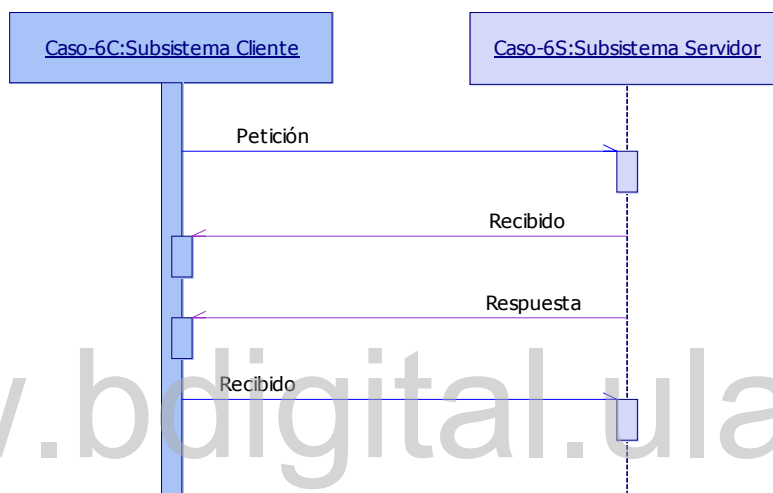 Caso-6C:Subsistema Cliente
Caso-6S:Subsistema Servidor
Petición
Recibido
Respuesta
Recibido
w.bdigital.ula